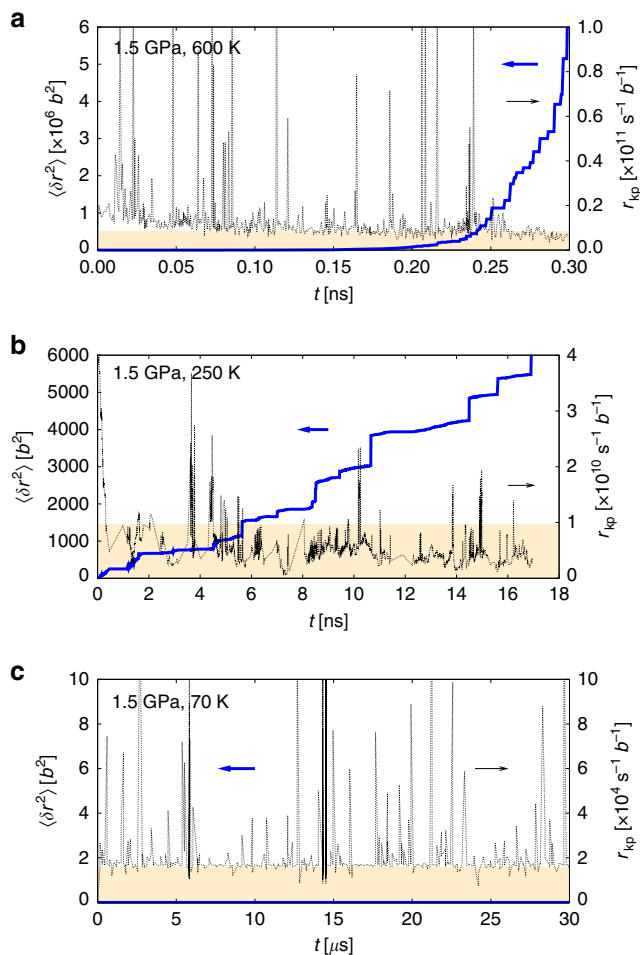 a
1.5 GPa, 600 K
⟨δr²⟩ [×10⁶ b²]
6
5
4
3
2
1
0
1.0
0.8
0.6
0.4
0.2
0.0
r_kp [×10¹¹ s⁻¹ b⁻¹]
0.00 0.05 0.10 0.15 0.20 0.25 0.30
t [ns]
b
1.5 GPa, 250 K
⟨δr²⟩ [b²]
6000
5000
4000
3000
2000
1000
0
4
3
2
1
0
r_kp [×10¹⁰ s⁻¹ b⁻¹]
0 2 4 6 8 10 12 14 16 18
t [ns]
c
1.5 GPa, 70 K
⟨δr²⟩ [b²]
10
8
6
4
2
0
10
8
6
4
2
0
r_kp [×10⁴ s⁻¹ b⁻¹]
0 5 10 15 20 25 30
t [μs]